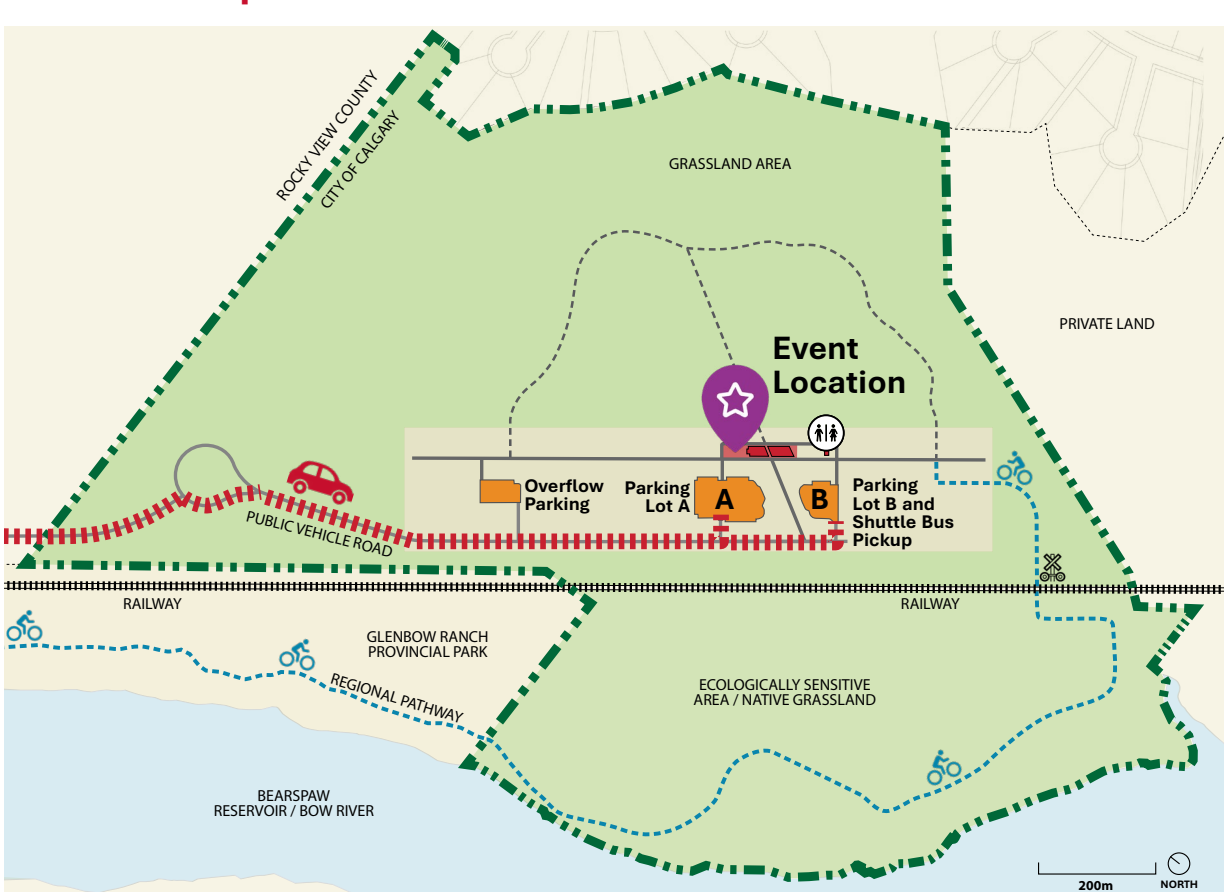 ROCKY VIEW COUNTY
CITY OF CALGARY
GRASSLAND AREA
PRIVATE LAND
Event
Location
Overflow
Parking
Parking
Lot A
A
B
Parking
Lot B and
Shuttle Bus
Pickup
PUBLIC VEHICLE ROAD
RAILWAY
RAILWAY
GLENBOW RANCH
PROVINCIAL PARK
REGIONAL PATHWAY
ECOLOGICALLY SENSITIVE
AREA / NATIVE GRASSLAND
BEARSPAW
RESERVOIR / BOW RIVER
200m
NORTH